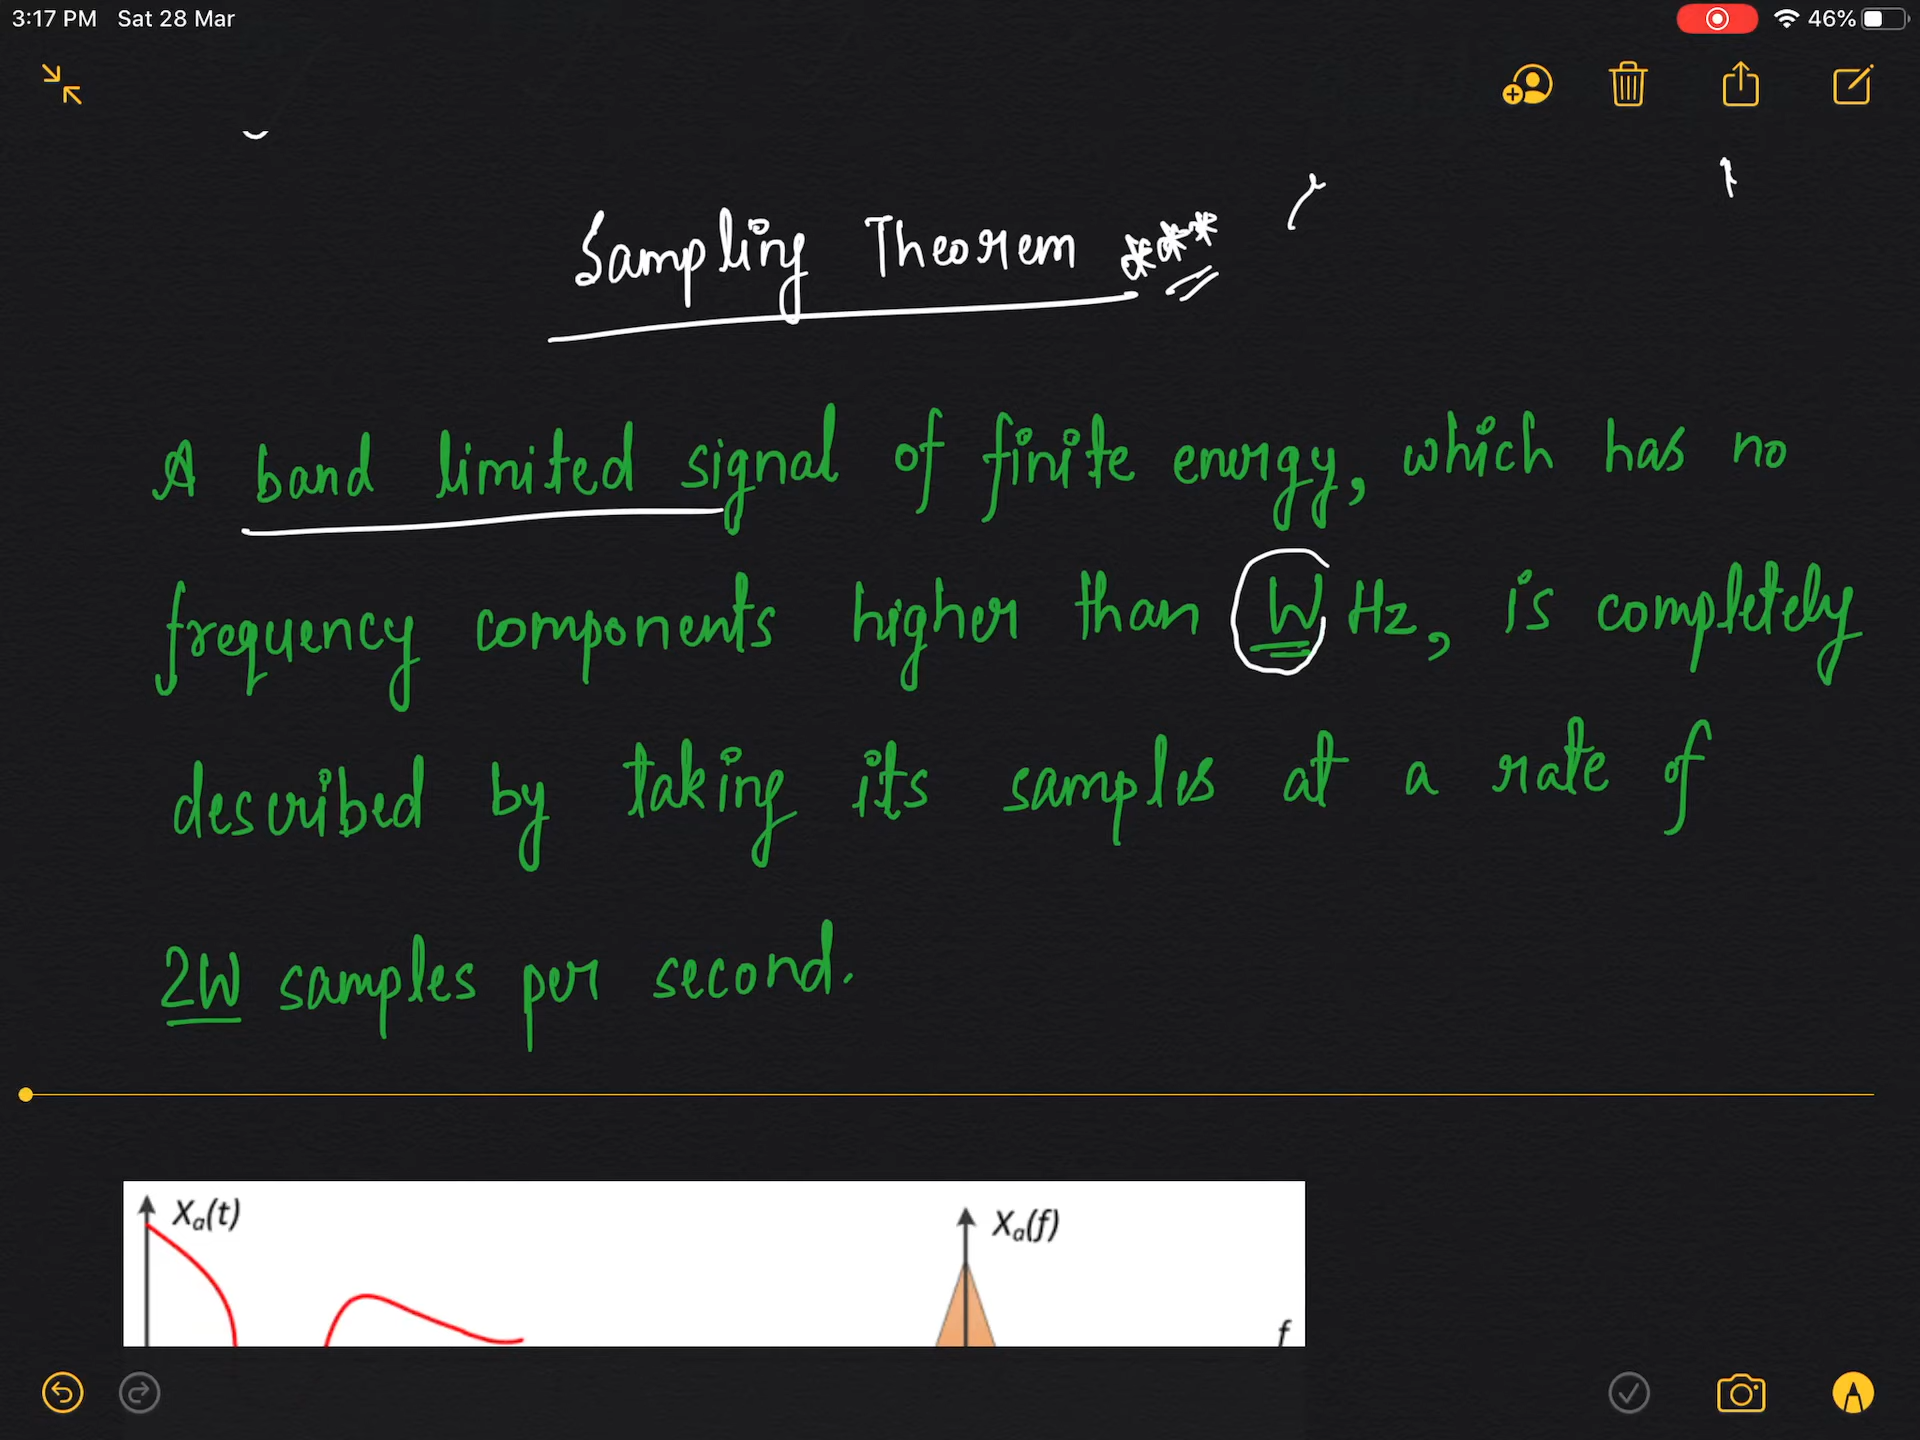 3:17 PM Sat 28 Mar 46%
Sampling Theorem ***
A band limited signal of finite energy, which has no
frequency components higher than W Hz, is completely
described by taking its samples at a rate of
2W samples per second.
Xa(t) Xa(f)
f